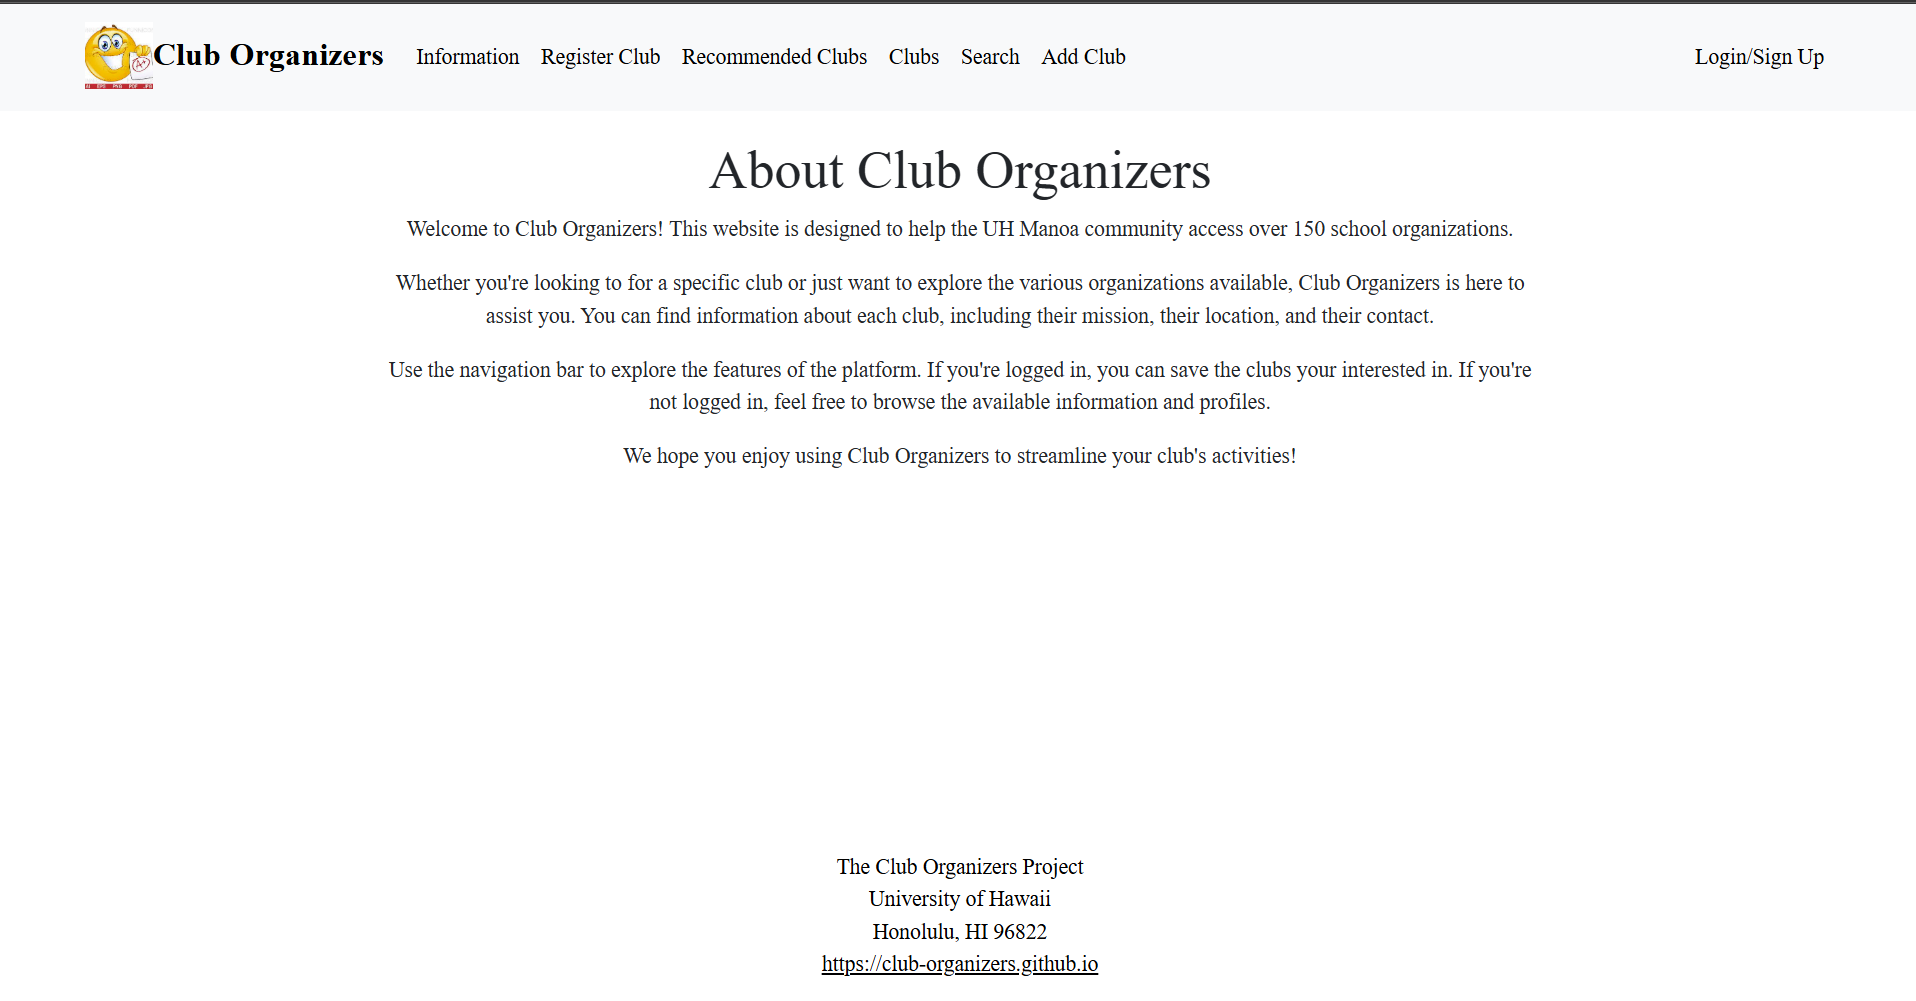 Club Organizers Information Register Club Recommended Clubs Clubs Search Add Club Login/Sign Up
A+
About Club Organizers
Welcome to Club Organizers! This website is designed to help the UH Manoa community access over 150 school organizations.
Whether you're looking to for a specific club or just want to explore the various organizations available, Club Organizers is here to
assist you. You can find information about each club, including their mission, their location, and their contact.
Use the navigation bar to explore the features of the platform. If you're logged in, you can save the clubs your interested in. If you're
not logged in, feel free to browse the available information and profiles.
We hope you enjoy using Club Organizers to streamline your club's activities!
The Club Organizers Project
University of Hawaii
Honolulu, HI 96822
https://club-organizers.github.io